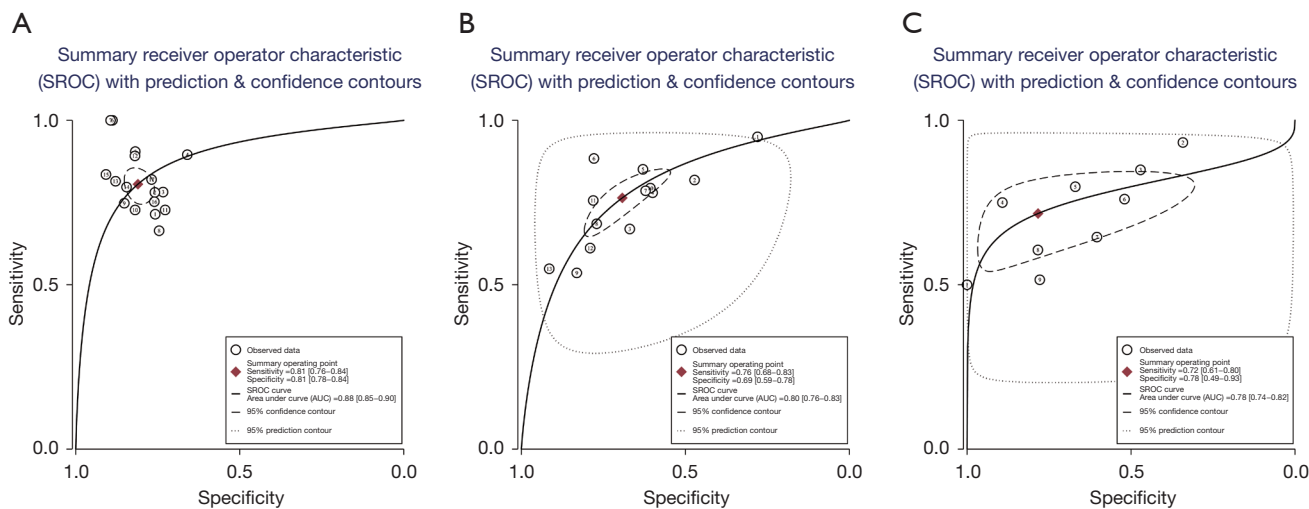 A
Summary receiver operator characteristic
(SROC) with prediction & confidence contours
1.0
0.5
0.0
Sensitivity
1.0
0.5
0.0
Specificity
Observed data
Summary operating point
Sensitivity =0.81 [0.76–0.84]
Specificity =0.81 [0.78–0.84]
SROC curve
Area under curve (AUC) =0.88 [0.85–0.90]
95% confidence contour
95% prediction contour
B
Summary receiver operator characteristic
(SROC) with prediction & confidence contours
1.0
0.5
0.0
Sensitivity
1.0
0.5
0.0
Specificity
Observed data
Summary operating point
Sensitivity =0.76 [0.68–0.83]
Specificity =0.69 [0.59–0.78]
SROC curve
Area under curve (AUC) =0.80 [0.76–0.83]
95% confidence contour
95% prediction contour
C
Summary receiver operator characteristic
(SROC) with prediction & confidence contours
1.0
0.5
0.0
Sensitivity
1.0
0.5
0.0
Specificity
Observed data
Summary operating point
Sensitivity =0.72 [0.61–0.80]
Specificity =0.78 [0.49–0.93]
SROC curve
Area under curve (AUC) =0.78 [0.74–0.82]
95% confidence contour
95% prediction contour